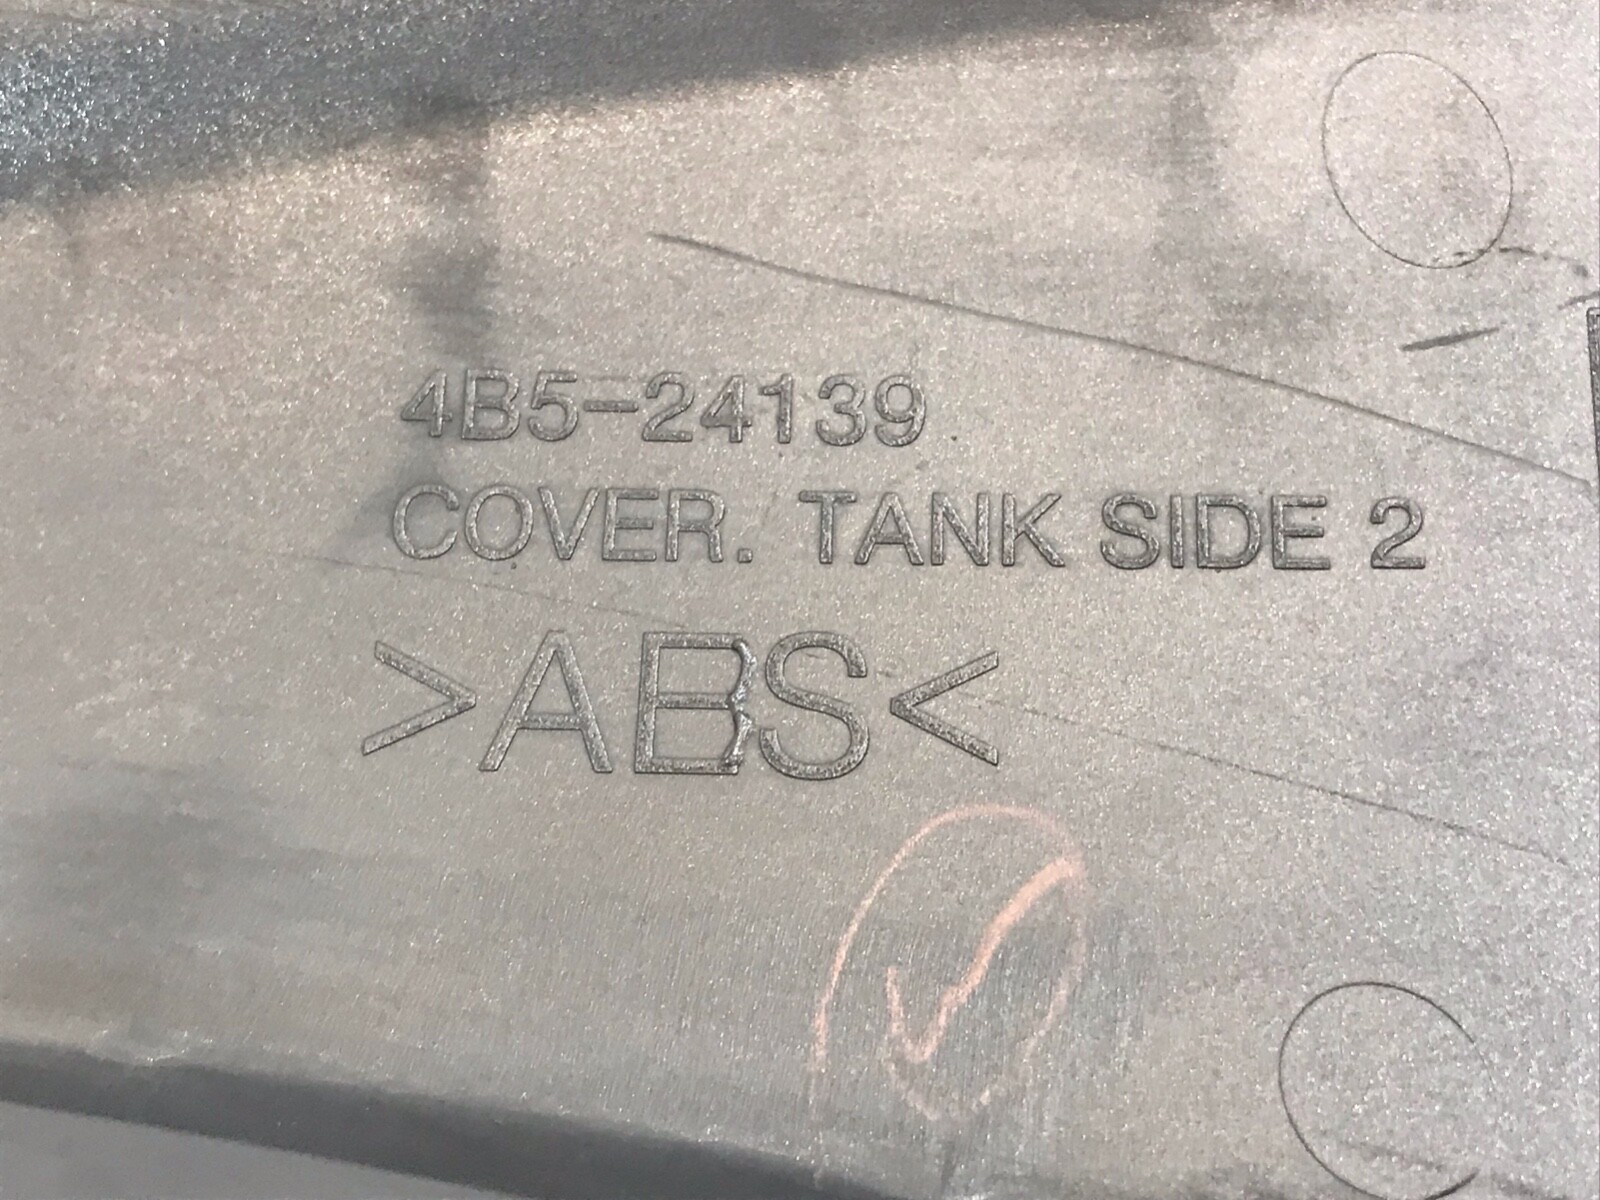 4B5-24139
COVER. TANK SIDE 2
>ABS<